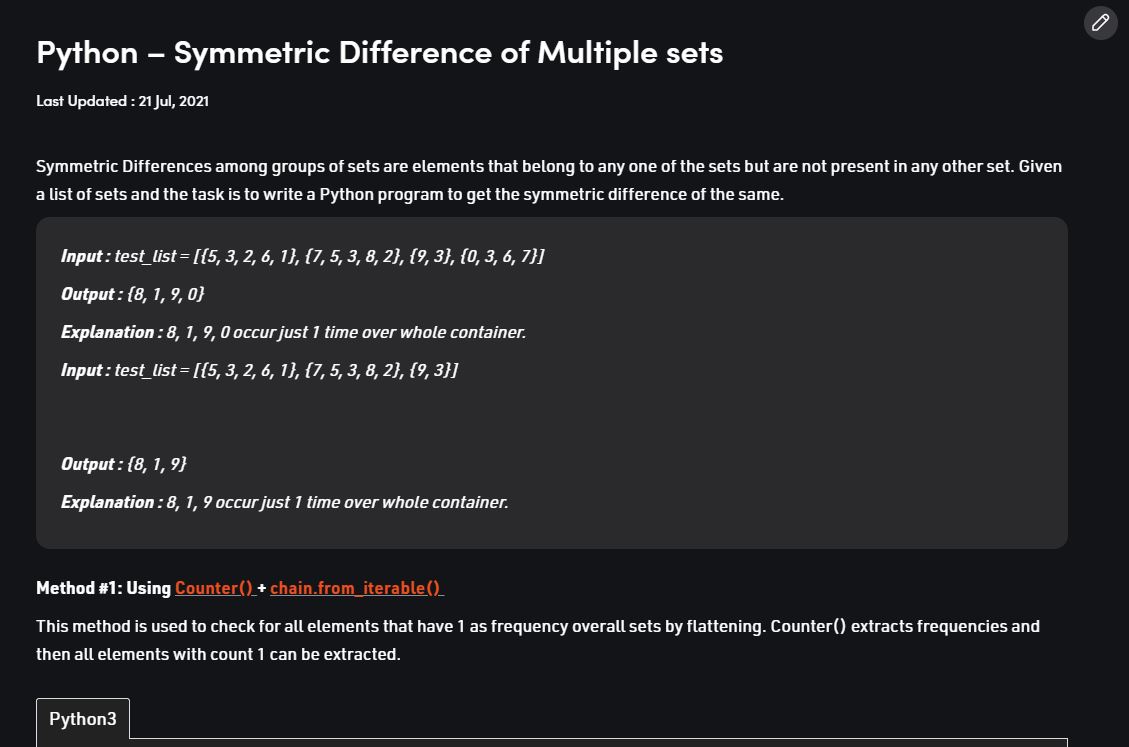 Python – Symmetric Difference of Multiple sets
Last Updated : 21 Jul, 2021
Symmetric Differences among groups of sets are elements that belong to any one of the sets but are not present in any other set. Given
a list of sets and the task is to write a Python program to get the symmetric difference of the same.
Input : test_list = [{5, 3, 2, 6, 1}, {7, 5, 3, 8, 2}, {9, 3}, {0, 3, 6, 7}]
Output : {8, 1, 9, 0}
Explanation : 8, 1, 9, 0 occur just 1 time over whole container.
Input : test_list = [{5, 3, 2, 6, 1}, {7, 5, 3, 8, 2}, {9, 3}]
Output : {8, 1, 9}
Explanation : 8, 1, 9 occur just 1 time over whole container.
Method #1: Using Counter() + chain.from_iterable()
This method is used to check for all elements that have 1 as frequency overall sets by flattening. Counter() extracts frequencies and
then all elements with count 1 can be extracted.
Python3